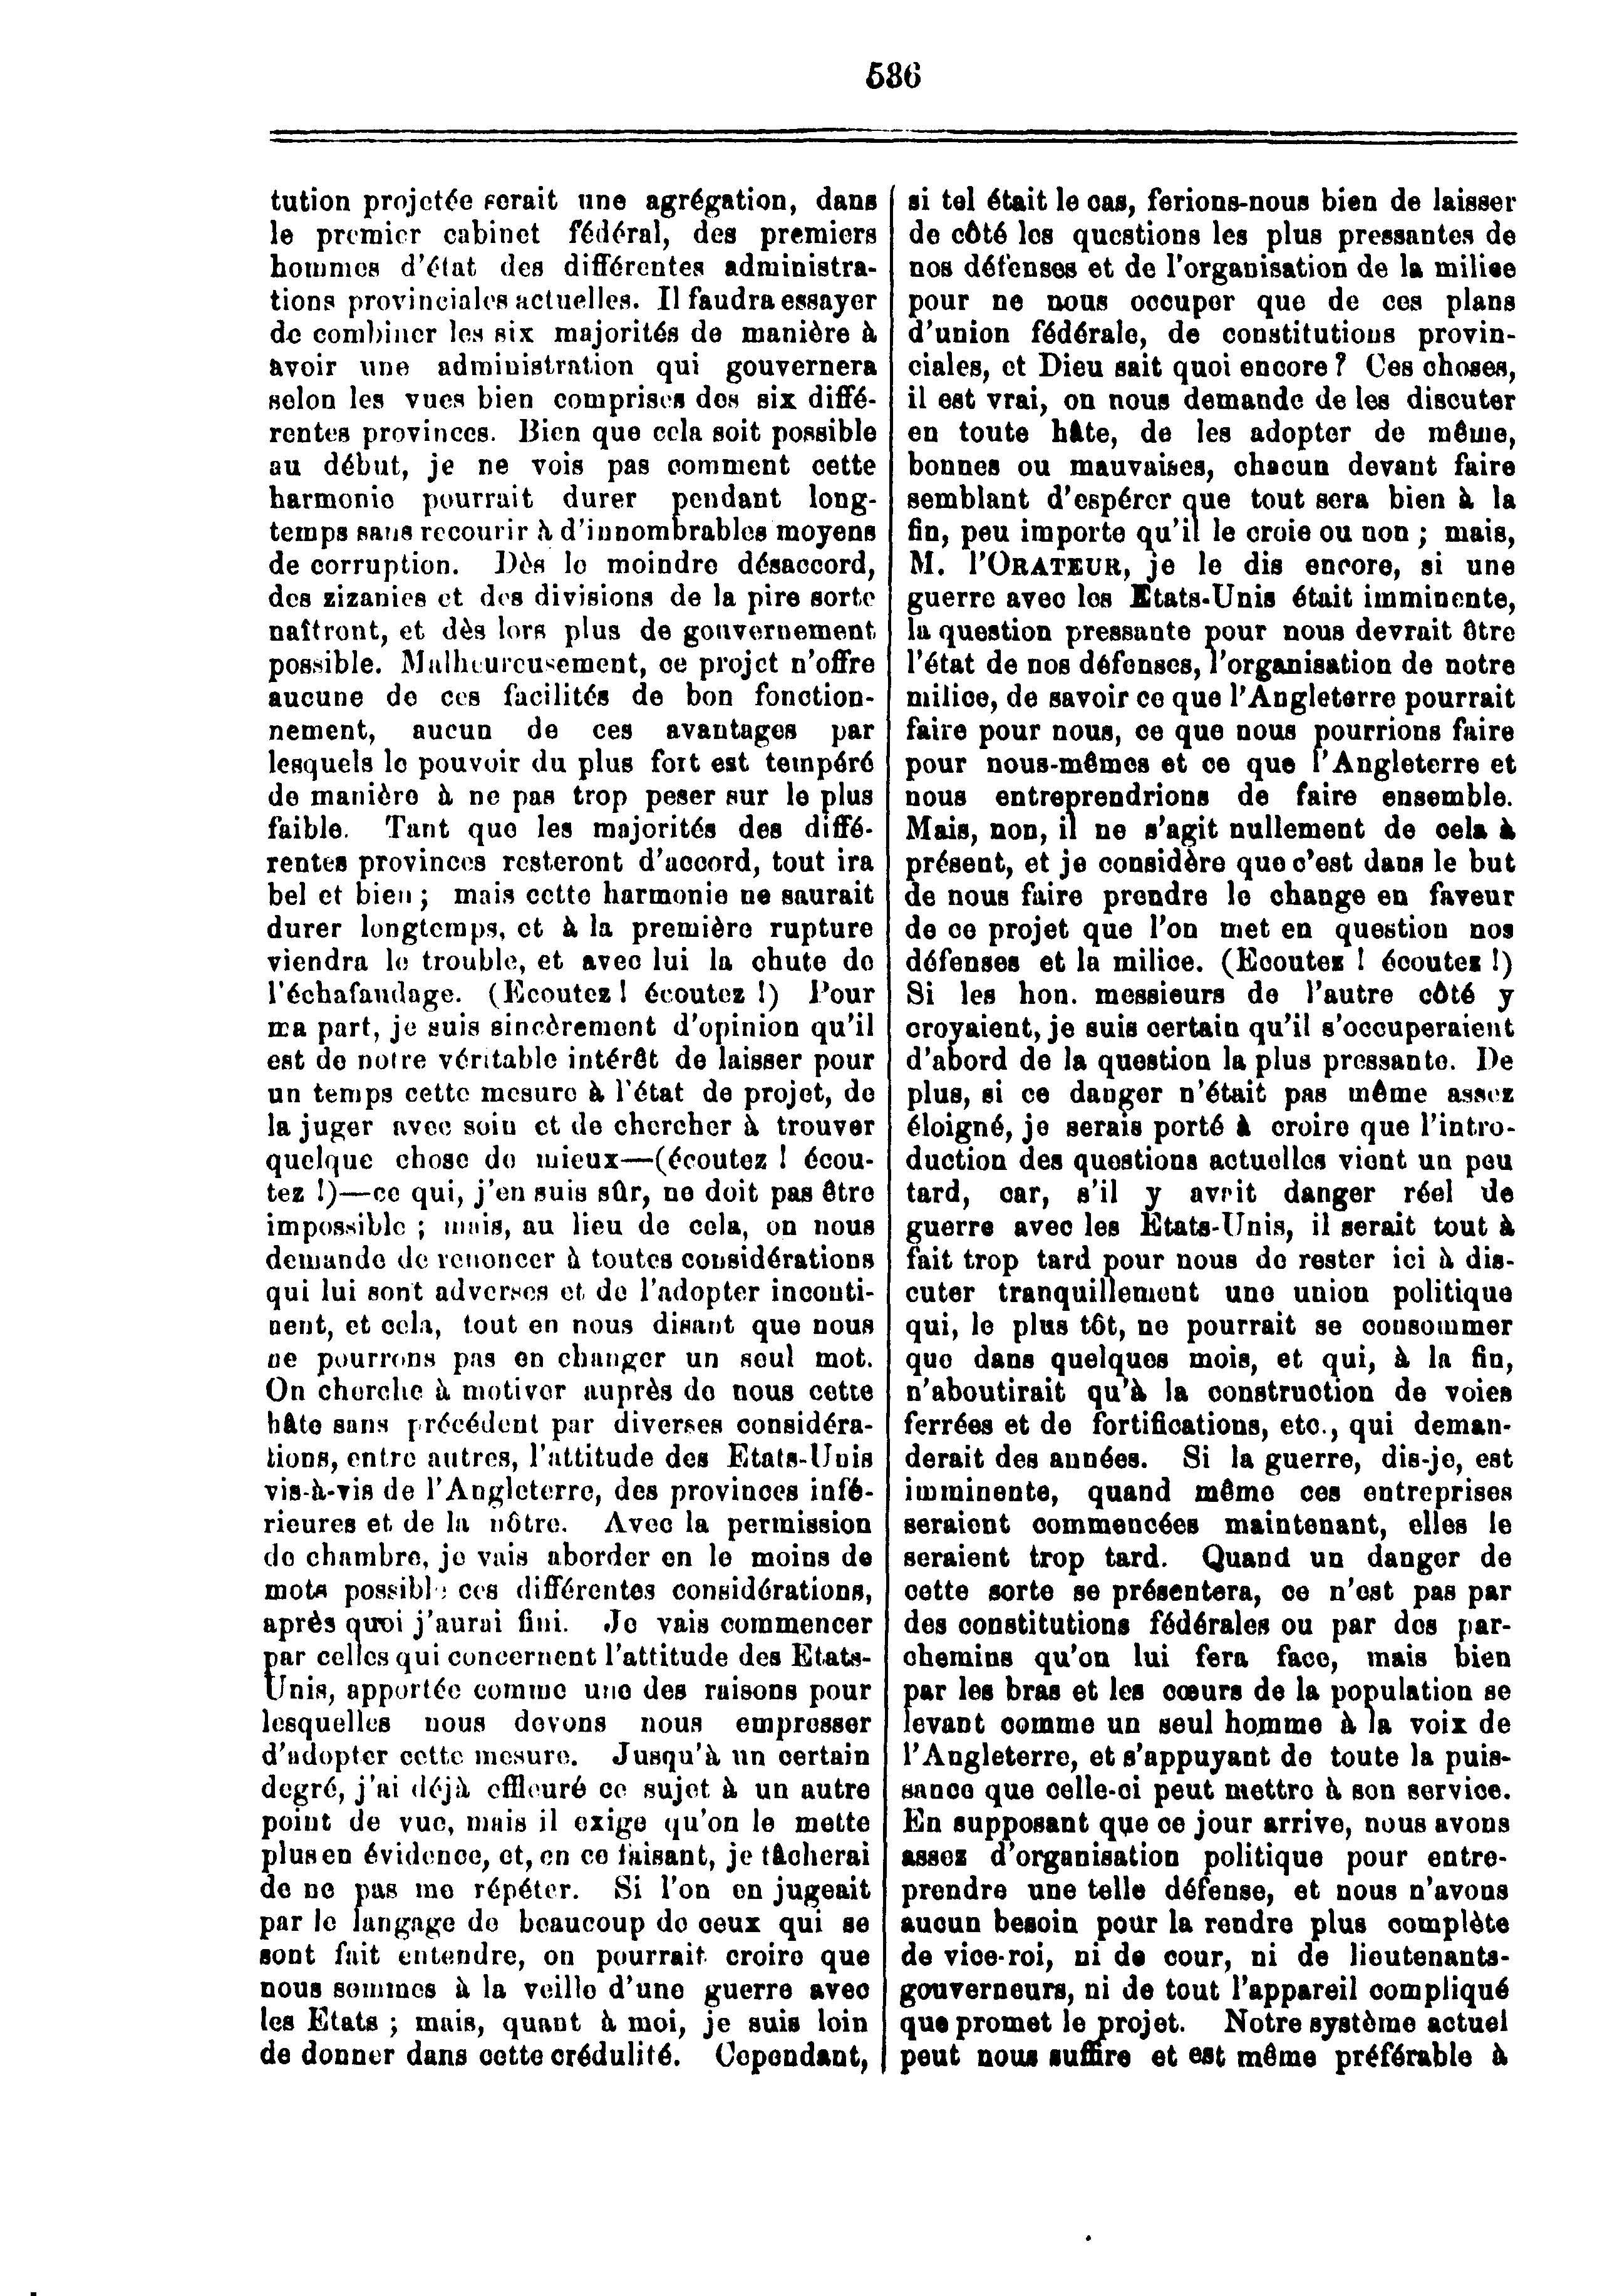 586
tution projetée serait une agrégation, dans
le premier cabinet fédéral, des premiers
hommes d'état des différentes administra-
tions provinciales actuelles. Il faudra essayer
de combiner les six majorités de manière à
avoir une administration qui gouvernera
selon les vues bien comprises des six diffé-
rentes provinces. Bien que cela soit possible
au début, je ne vois pas comment cette
harmonie pourrait durer pendant long-
temps sans recourir à d'innombrables moyens
de corruption. Dès le moindre désaccord,
des zizanies et des divisions de la pire sorte
naîtront, et dès lors plus de gouvernement
possible. Malheureusement, ce projet n'offre
aucune de ces facilités de bon fonction-
nement, aucun de ces avantages par
lesquels le pouvoir du plus fort est tempéré
de manière à ne pas trop peser sur le plus
faible. Tant que les majorités des diffé-
rentes provinces resteront d'accord, tout ira
bel et bien ; mais cette harmonie ne saurait
durer longtemps, et à la première rupture
viendra le trouble, et avec lui la chute de
l'échafaudage. (Ecoutez ! écoutez !) Pour
ma part, je suis sincèrement d'opinion qu'il
est de notre véritable intérêt de laisser pour
un temps cette mesure à l'état de projet, de
la juger avec soin et de chercher à trouver
quelque chose de mieux—(écoutez ! écou-
tez !)—ce qui, j'en suis sûr, ne doit pas être
impossible ; mais, au lieu de cela, on nous
demande de renoncer à toutes considérations
qui lui sont adverses et de l'adopter inconti-
nent, et cela, tout en nous disant que nous
ne pourrons pas en changer un seul mot.
On cherche à motiver auprès de nous cette
hâte sans précédent par diverses considéra-
tions, entre autres, l'attitude des Etats-Unis
vis-à-vis de l'Angleterre, des provinces infé-
rieures et de la nôtre. Avec la permission
de chambre, je vais aborder en le moins de
mots possible ces différentes considérations,
après quoi j'aurai fini. Je vais commencer
par celles qui concernent l'attitude des Etats-
Unis, apportée comme une des raisons pour
lesquelles nous devons nous empresser
d'adopter cette mesure. Jusqu'à un certain
degré, j'ai déjà effleuré ce sujet à un autre
point de vue, mais il exige qu'on le mette
plus en évidence, et, en ce faisant, je tâcherai
de ne pas me répéter. Si l'on en jugeait
par le langage de beaucoup de ceux qui se
sont fait entendre, on pourrait croire que
nous sommes à la veille d'une guerre avec
les Etats ; mais, quant à moi, je suis loin
de donner dans cette crédulité. Cependant,
si tel était le cas, ferions-nous bien de laisser
de côté les questions les plus pressantes de
nos défenses et de l'organisation de la milice
pour ne nous occuper que de ces plans
d'union fédérale, de constitutions provin-
ciales, et Dieu sait quoi encore ? Ces choses,
il est vrai, on nous demande de les discuter
en toute hâte, de les adopter de même,
bonnes ou mauvaises, chacun devant faire
semblant d'espérer que tout sera bien à la
fin, peu importe qu'il le croie ou non ; mais,
M. l'ORATEUR, je le dis encore, si une
guerre avec les Etats-Unis était imminente,
la question pressante pour nous devrait être
l'état de nos défenses, l'organisation de notre
milice, de savoir ce que l'Angleterre pourrait
faire pour nous, ce que nous pourrions faire
pour nous-mêmes et ce que l'Angleterre et
nous entreprendrions de faire ensemble.
Mais, non, il ne s'agit nullement de cela à
présent, et je considère que c'est dans le but
de nous faire prendre le change en faveur
de ce projet que l'on met en question nos
défenses et la milice. (Ecoutez ! écoutez !)
Si les hon. messieurs de l'autre côté y
croyaient, je suis certain qu'il s'occuperaient
d'abord de la question la plus pressante. De
plus, si ce danger n'était pas même assez
éloigné, je serais porté à croire que l'intro-
duction des questions actuelles vient un peu
tard, car, s'il y avait danger réel de
guerre avec les Etats-Unis, il serait tout à
fait trop tard pour nous de rester ici à dis-
cuter tranquillement une union politique
qui, le plus tôt, ne pourrait se consommer
que dans quelques mois, et qui, à la fin,
n'aboutirait qu'à la construction de voies
ferrées et de fortifications, etc., qui deman-
derait des années. Si la guerre, dis-je, est
imminente, quand même ces entreprises
seraient commencées maintenant, elles le
seraient trop tard. Quand un danger de
cette sorte se présentera, ce n'est pas par
des constitutions fédérales ou par des par-
chemins qu'on lui fera face, mais bien
par les bras et les cœurs de la population se
levant comme un seul homme à la voix de
l'Angleterre, et s'appuyant de toute la puis-
sance que celle-ci peut mettre à son service.
En supposant que ce jour arrive, nous avons
assez d'organisation politique pour entre-
prendre une telle défense, et nous n'avons
aucun besoin pour la rendre plus complète
de vice-roi, ni de cour, ni de lieutenants-
gouverneurs, ni de tout l'appareil compliqué
que promet le projet. Notre système actuel
peut nous suffire et est même préférable à